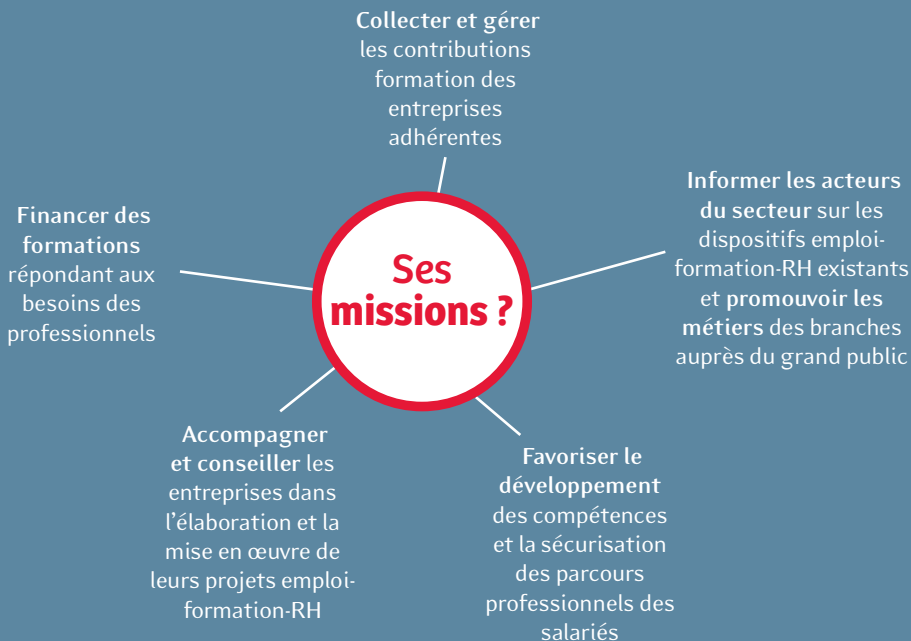 Collecter et gérer
les contributions
formation des
entreprises
adhérentes
Informer les acteurs
du secteur sur les
dispositifs emploi-
formation-RH existants
et promouvoir les
métiers des branches
auprès du grand public
Financer des
formations
répondant aux
besoins des
professionnels
Ses
missions ?
Accompagner
et conseiller les
entreprises dans
l’élaboration et la
mise en œuvre de
leurs projets emploi-
formation-RH
Favoriser le
développement
des compétences
et la sécurisation
des parcours
professionnels des
salariés